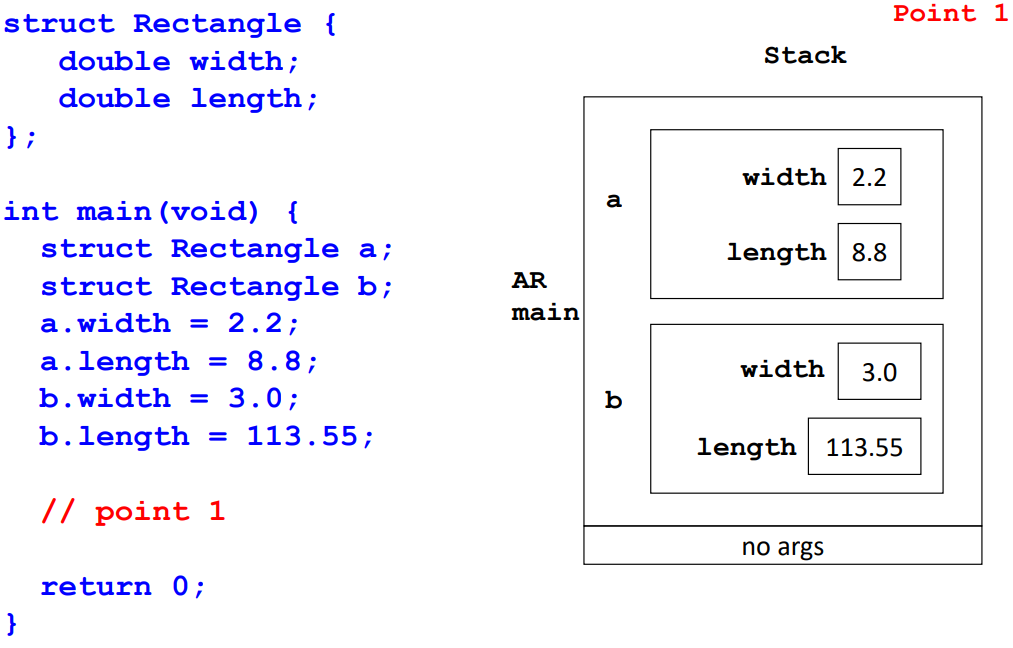 struct Rectangle {
   double width;
   double length;
};

int main(void) {
  struct Rectangle a;
  struct Rectangle b;
  a.width = 2.2;
  a.length = 8.8;
  b.width = 3.0;
  b.length = 113.55;

  // point 1

  return 0;
}
Point 1
Stack
AR
main
a
width 2.2
length 8.8
b
width 3.0
length 113.55
no args